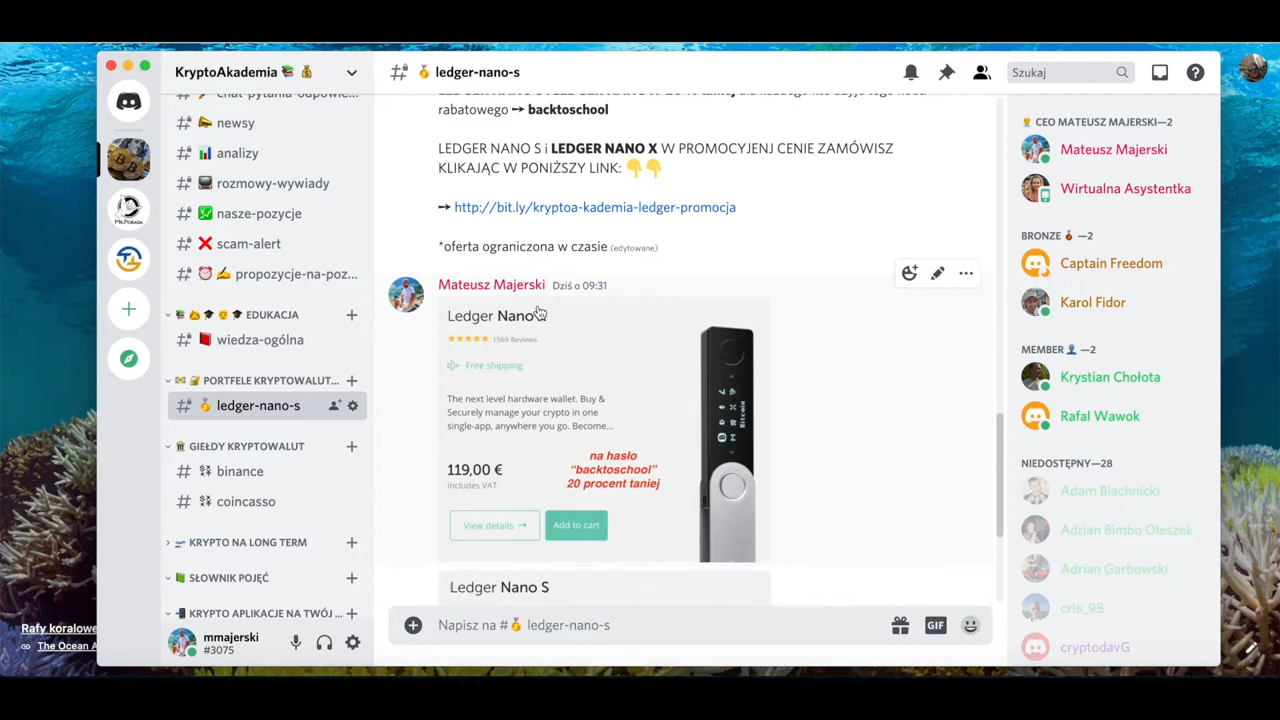 KryptoAkademia
ledger-nano-s
Szukaj
newsy
analizy
rozmowy-wywiady
nasze-pozycje
scam-alert
propozycje-na-poz...
EDUKACJA
wiedza-ogólna
PORTFELE KRYPTOWALUT...
ledger-nano-s
GIEŁDY KRYPTOWALUT
binance
coincasso
KRYPTO NA LONG TERM
SŁOWNIK POJĘĆ
KRYPTO APLIKACJE NA TWÓJ ...
mmajerski
#3075
rabatowego ➙ backtoschool
LEDGER NANO S i LEDGER NANO X W PROMOCYJENJ CENIE ZAMÓWISZ
KLIKAJĄC W PONIŻSZY LINK:
➙ http://bit.ly/kryptoa-kademia-ledger-promocja
*oferta ograniczona w czasie (edytowane)
Mateusz Majerski Dziś o 09:31
Ledger Nano
1569 Reviews
Free shipping
The next level hardware wallet. Buy &
Securely manage your crypto in one
single-app, anywhere you go. Become...
na hasło
"backtoschool"
20 procent taniej
119,00 €
Includes VAT
View details →
Add to cart
Bitcoin
Ledger Nano S
Napisz na # ledger-nano-s
GIF
CEO MATEUSZ MAJERSKI—2
Mateusz Majerski
Wirtualna Asystentka
BRONZE —2
Captain Freedom
Karol Fidor
MEMBER —2
Krystian Chołota
Rafal Wawok
NIEDOSTĘPNY—28
Adam Blachnicki
Adrian Bimbo Oleszek
Adrian Garbowski
cris_95
cryptodavG
Rafy koralowe
The Ocean A